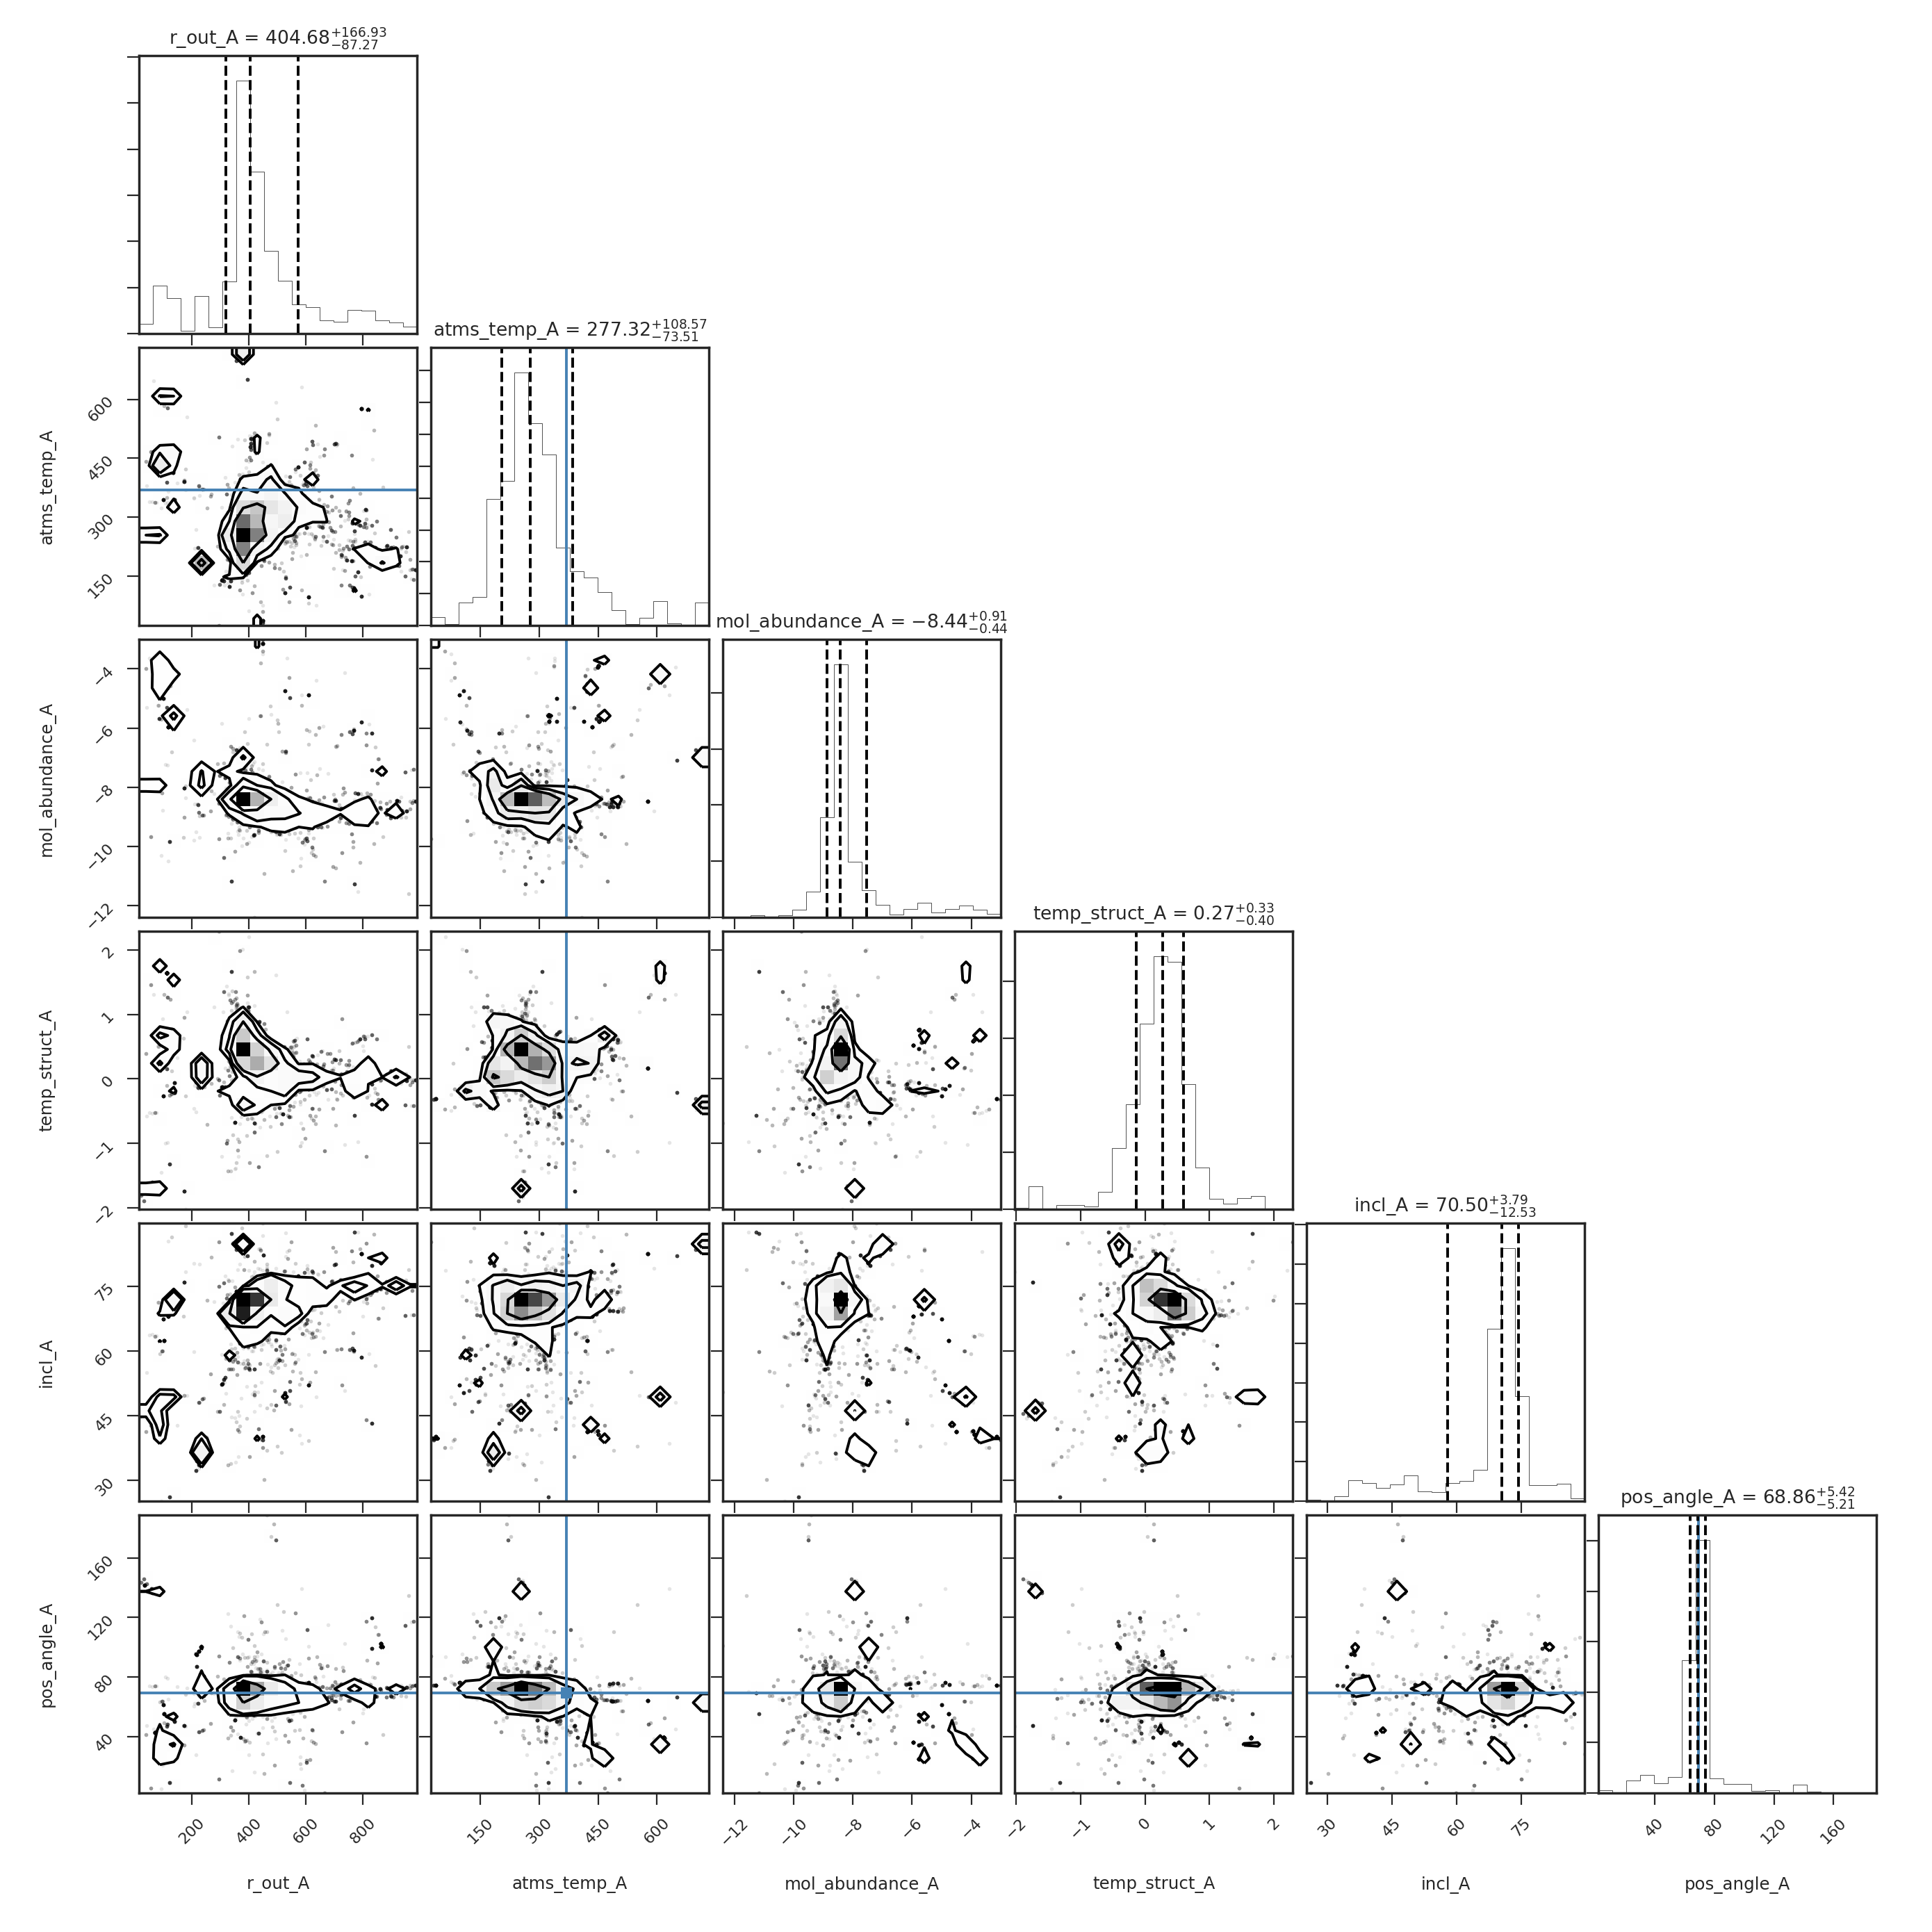 r_out_A = 404.68+166.93−87.27
atms_temp_A = 277.32+108.57−73.51
600
450
300
150
atms_temp_A
mol_abundance_A = −8.44+0.91−0.44
−4
−6
−8
−10
−12
mol_abundance_A
temp_struct_A = 0.27+0.33−0.40
2
1
0
−1
−2
temp_struct_A
incl_A = 70.50+3.79−12.53
75
60
45
30
incl_A
pos_angle_A = 68.86+5.42−5.21
160
120
80
40
pos_angle_A
200 400 600 800 150 300 450 600 −12 −10 −8 −6 −4 −2 −1 0 1 2 30 45 60 75 40 80 120 160
r_out_A atms_temp_A mol_abundance_A temp_struct_A incl_A pos_angle_A